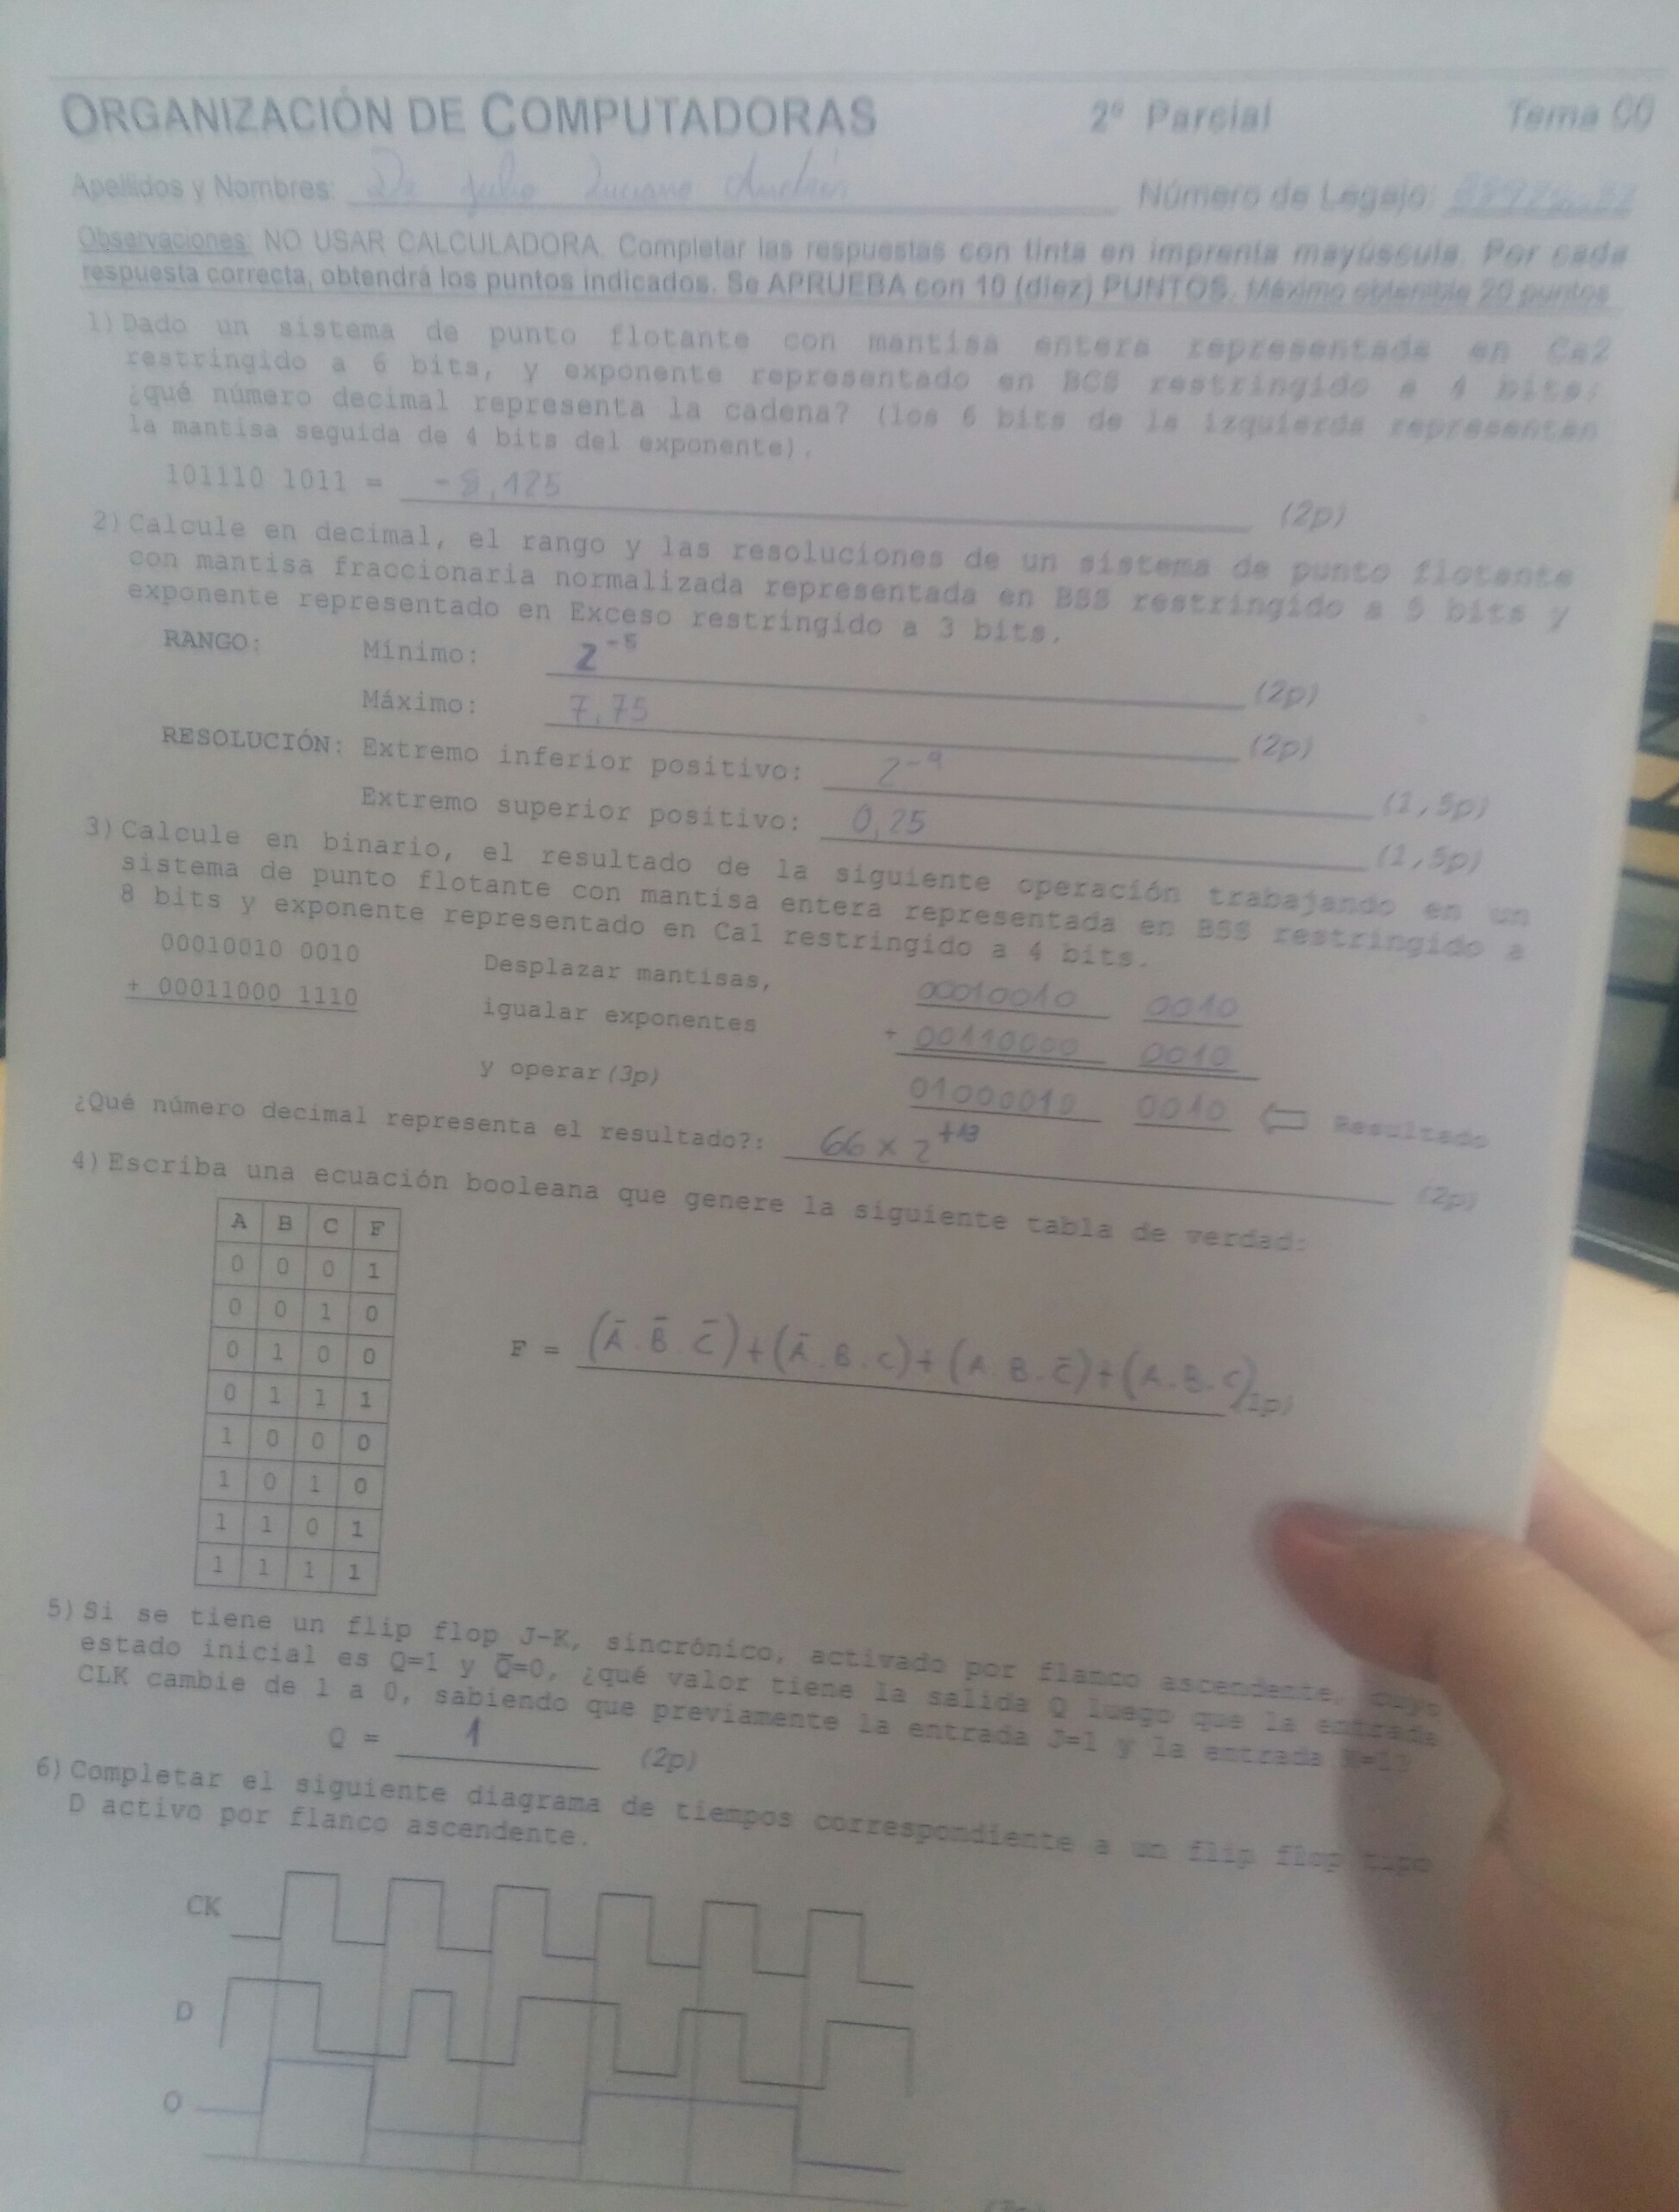 ORGANIZACIÓN DE COMPUTADORAS 2º Parcial Tema 00
Apellidos y Nombres: De Julio Luciano Número de Legajo:
Observaciones: NO USAR CALCULADORA. Completar las respuestas con tinta en imprenta mayúscula. Por cada
respuesta correcta, obtendrá los puntos indicados. Se APRUEBA con 10 (diez) PUNTOS. Máximo obtenible 20 puntos
1) Dado un sistema de punto flotante con mantisa entera representada en Ca2
restringido a 6 bits, y exponente representado en BCS restringido a 4 bits,
¿qué número decimal representa la cadena? (los 6 bits de la izquierda representan
la mantisa seguida de 4 bits del exponente).
101110 1011 = -8,125 (2p)
2) Calcule en decimal, el rango y las resoluciones de un sistema de punto flotante
con mantisa fraccionaria normalizada representada en BSS restringido a 5 bits y
exponente representado en Exceso restringido a 3 bits.
RANGO: Mínimo: 2⁻⁵ (2p)
Máximo: 7,75 (2p)
RESOLUCIÓN: Extremo inferior positivo: 2⁻⁹ (1,5p)
Extremo superior positivo: 0,25 (1,5p)
3) Calcule en binario, el resultado de la siguiente operación trabajando en un
sistema de punto flotante con mantisa entera representada en BSS restringido a
8 bits y exponente representado en Ca1 restringido a 4 bits.
00010010 0010 Desplazar mantisas, 00010010 0010
+ 00011000 1110 igualar exponentes + 00110000 0010
y operar (3p) 01000010 0010 Resultado
¿Qué número decimal representa el resultado?: 66 x 2 (2p)
4) Escriba una ecuación booleana que genere la siguiente tabla de verdad:
A B C F
0 0 0 1
0 0 1 0
0 1 0 0
0 1 1 1
1 0 0 0
1 0 1 0
1 1 0 1
1 1 1 1
F = (Ā.B̄.C̄)+(Ā.B.C)+(A.B.C̄)+(A.B.C)
5) Si se tiene un flip flop J-K, sincrónico, activado por flanco ascendente, cuyo
estado inicial es Q=1 y Q̄=0, ¿qué valor tiene la salida Q luego que la entrada
CLK cambie de 1 a 0, sabiendo que previamente la entrada J=1 y la entrada K=1?
Q = 1 (2p)
6) Completar el siguiente diagrama de tiempos correspondiente a un flip flop tipo
D activo por flanco ascendente.
CK
D
Q